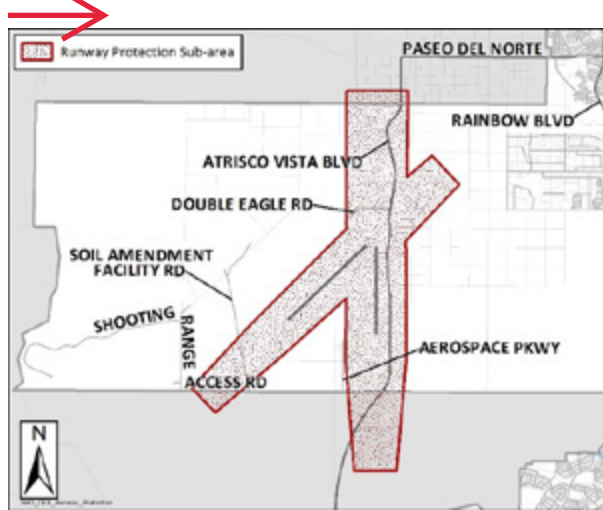 Runway Protection Sub-area
PASEO DEL NORTE
RAINBOW BLVD
ATRISCO VISTA BLVD
DOUBLE EAGLE RD
SOIL AMENDMENT
FACILITY RD
SHOOTING
RANGE
ACCESS RD
AEROSPACE PKWY
N